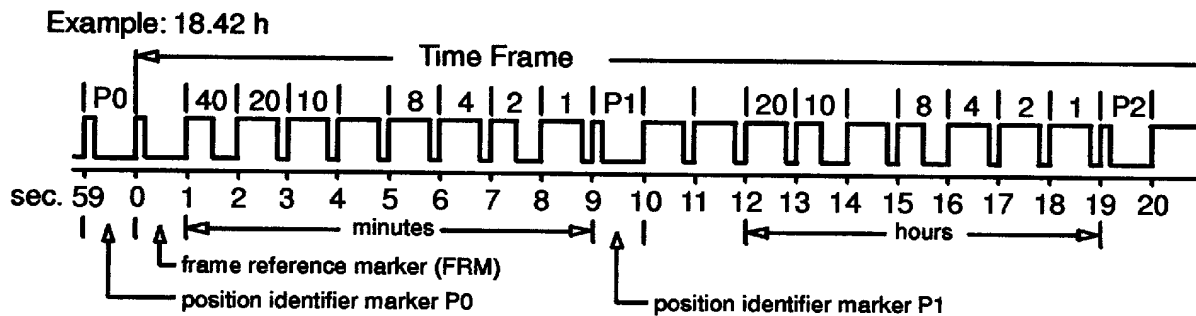 Example: 18.42 h
Time Frame
P0 40 20 10 8 4 2 1 P1 20 10 8 4 2 1 P2
sec. 59 0 1 2 3 4 5 6 7 8 9 10 11 12 13 14 15 16 17 18 19 20
minutes hours
frame reference marker (FRM)
position identifier marker P0 position identifier marker P1